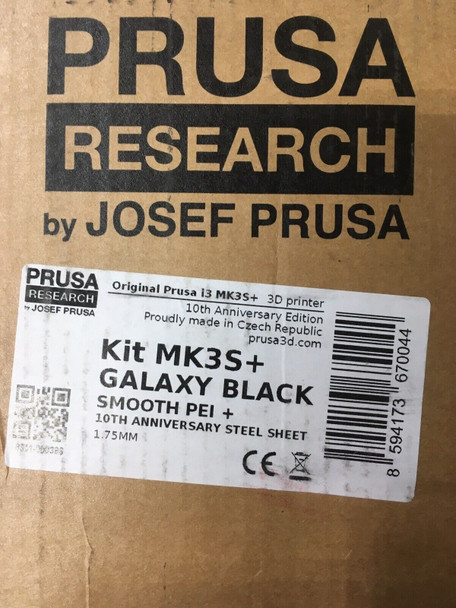 PRUSA
RESEARCH
by JOSEF PRUSA
PRUSA
RESEARCH
by JOSEF PRUSA
Original Prusa i3 MK3S+ 3D printer
10th Anniversary Edition
Proudly made in Czech Republic
prusa3d.com
Kit MK3S+
GALAXY BLACK
SMOOTH PEI +
10TH ANNIVERSARY STEEL SHEET
1.75MM
CE
8 594173 670044